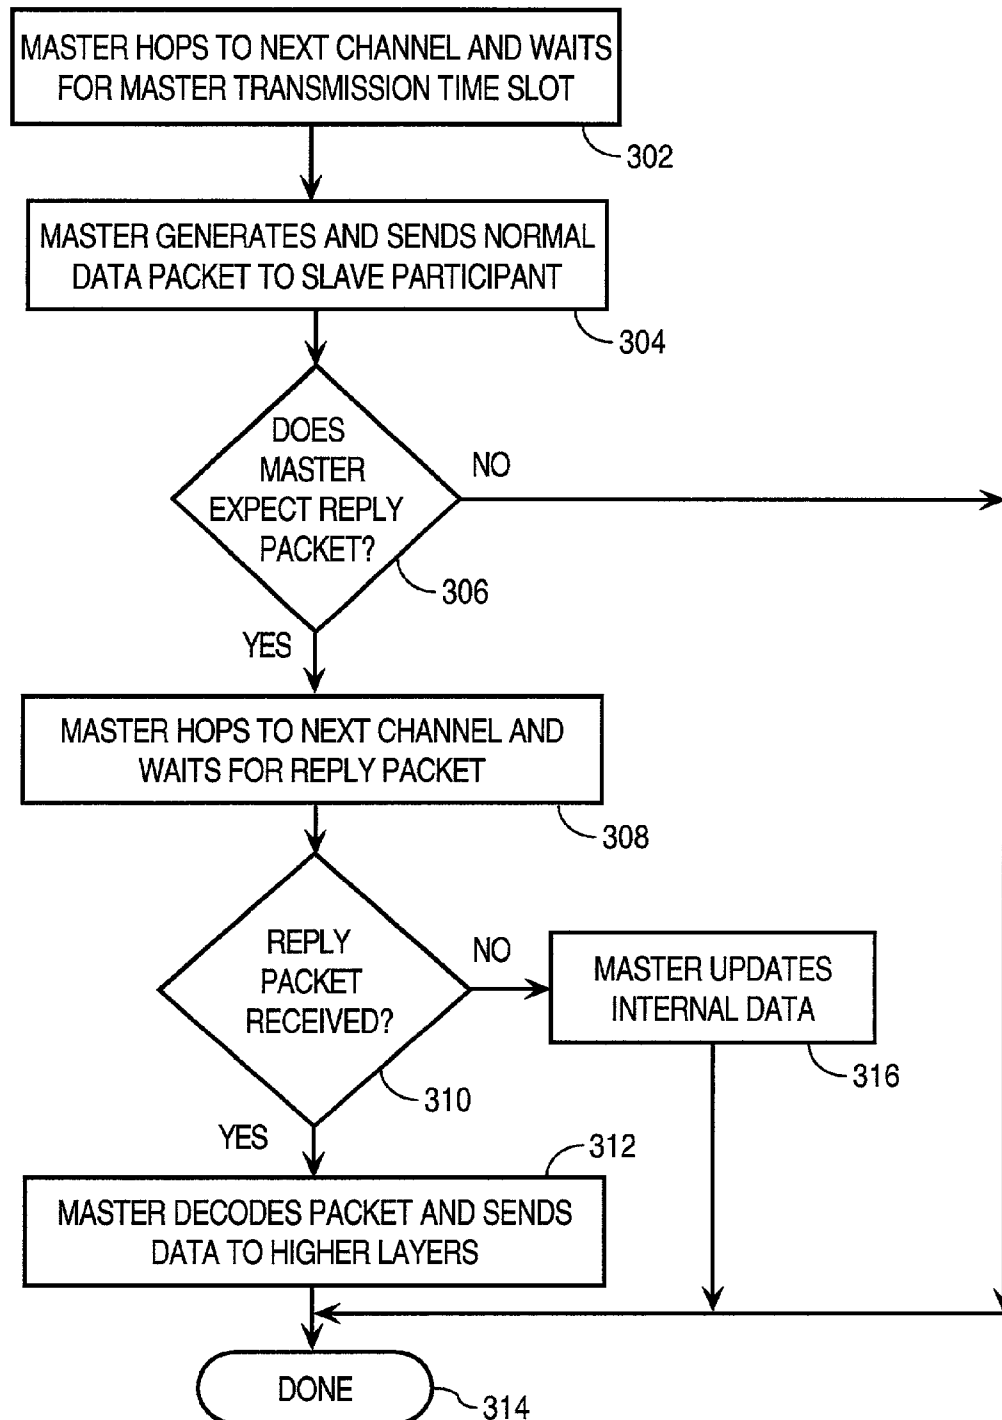 MASTER HOPS TO NEXT CHANNEL AND WAITS
FOR MASTER TRANSMISSION TIME SLOT
302
MASTER GENERATES AND SENDS NORMAL
DATA PACKET TO SLAVE PARTICIPANT
304
DOES
MASTER
EXPECT REPLY
PACKET?
NO
306
YES
MASTER HOPS TO NEXT CHANNEL AND
WAITS FOR REPLY PACKET
308
REPLY
PACKET
RECEIVED?
NO
MASTER UPDATES
INTERNAL DATA
316
310
YES
312
MASTER DECODES PACKET AND SENDS
DATA TO HIGHER LAYERS
DONE
314